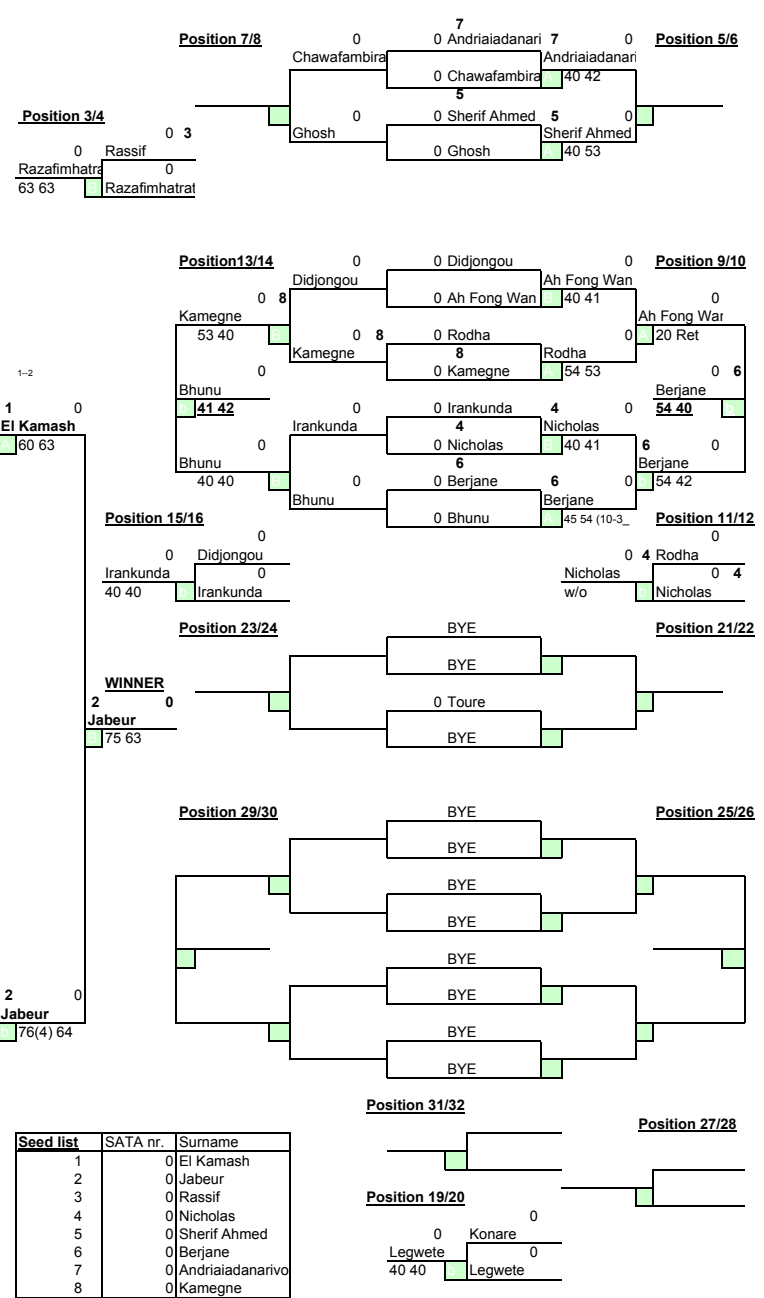 7
Position 7/8 0 0 Andriaiadanari 7 0 Position 5/6
Chawafambira Andriaiadanari
0 Chawafambira A 40 42
5
Position 3/4 0 0 Sherif Ahmed 5 0
0 3 Ghosh Sherif Ahmed
0 Rassif 0 Ghosh A 40 53
Razafimhatra 0
63 63 B Razafimhatrat
Position13/14 0 0 Didjongou 0 Position 9/10
Didjongou Ah Fong Wan
0 8 0 Ah Fong Wan B 40 41 0
Kamegne Ah Fong War
53 40 0 8 0 Rodha 0 A 20 Ret
Kamegne 8 Rodha
1--2 0 0 Kamegne A 54 53 0 6
Bhunu Berjane
1 0 b 41 42 0 0 Irankunda 4 0 54 40 b
El Kamash Irankunda 4 Nicholas
A 60 63 0 0 Nicholas B 40 41 6 0
Bhunu 6 Berjane
40 40 B 0 0 Berjane 6 0 b 54 42
Bhunu Berjane
Position 15/16 0 Bhunu A 45 54 (10-3_ Position 11/12
0 0
0 Didjongou 0 4 Rodha
Irankunda 0 Nicholas 0 4
40 40 b Irankunda w/o b Nicholas
Position 23/24 BYE Position 21/22
BYE
WINNER
2 0 0 Toure
Jabeur
B 75 63 BYE
Position 29/30 BYE Position 25/26
BYE
BYE
BYE
BYE
2 0 BYE
Jabeur
b 76(4) 64 BYE
BYE
Position 31/32
Position 27/28
Seed list SATA nr. Surname
1 0 El Kamash
2 0 Jabeur
3 0 Rassif Position 19/20
4 0 Nicholas 0
5 0 Sherif Ahmed 0 Konare
6 0 Berjane Legwete 0
7 0 Andriaiadanarivo 40 40 b Legwete
8 0 Kamegne